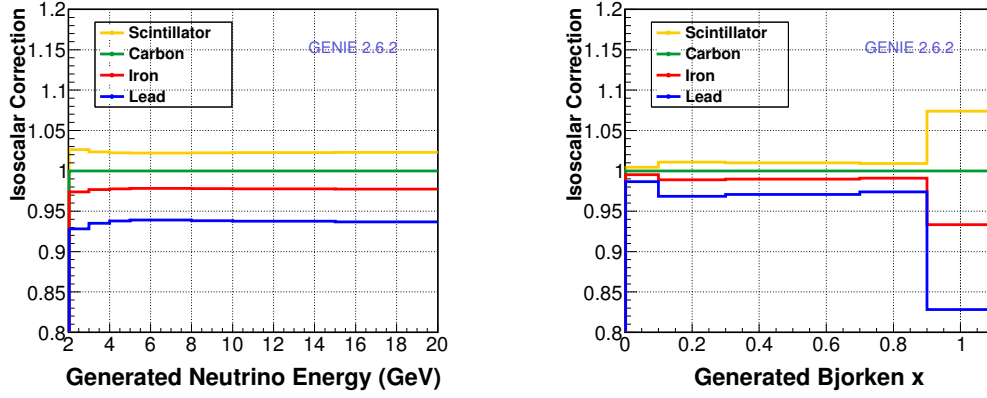 Isoscalar Correction
1.2
1.15
1.1
1.05
1
0.95
0.9
0.85
0.8
Scintillator
Carbon
Iron
Lead
GENIE 2.6.2
2 4 6 8 10 12 14 16 18 20
Generated Neutrino Energy (GeV)
Isoscalar Correction
1.2
1.15
1.1
1.05
1
0.95
0.9
0.85
0.8
Scintillator
Carbon
Iron
Lead
GENIE 2.6.2
0 0.2 0.4 0.6 0.8 1
Generated Bjorken x